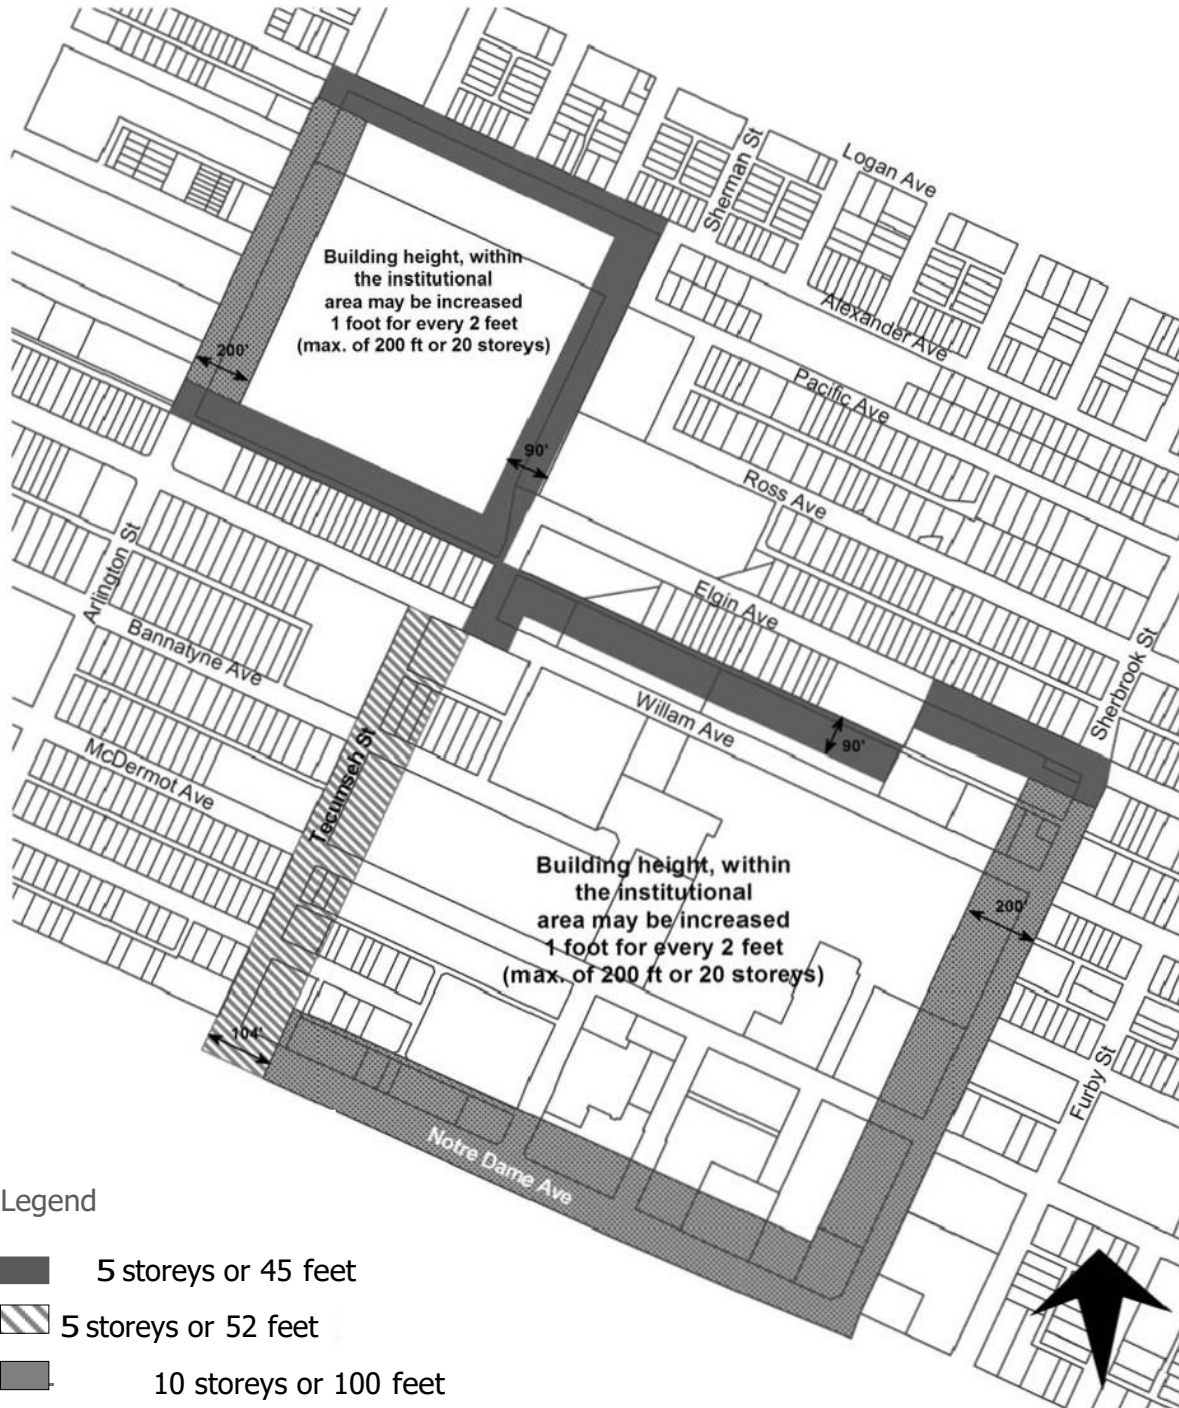 Logan Ave
Sherman St
Building height, within
the institutional
area may be increased
1 foot for every 2 feet
(max. of 200 ft or 20 storeys)
Alexander Ave
200'
Pacific Ave
90'
Ross Ave
Arlington St
Elgin Ave
Bannatyne Ave
Sherbrook St
Willam Ave
90'
McDermot Ave
Tecumseh St
Building height, within
the institutional
area may be increased
1 foot for every 2 feet
(max. of 200 ft or 20 storeys)
200'
104'
Furby St
Notre Dame Ave
Legend
5 storeys or 45 feet
5 storeys or 52 feet
10 storeys or 100 feet